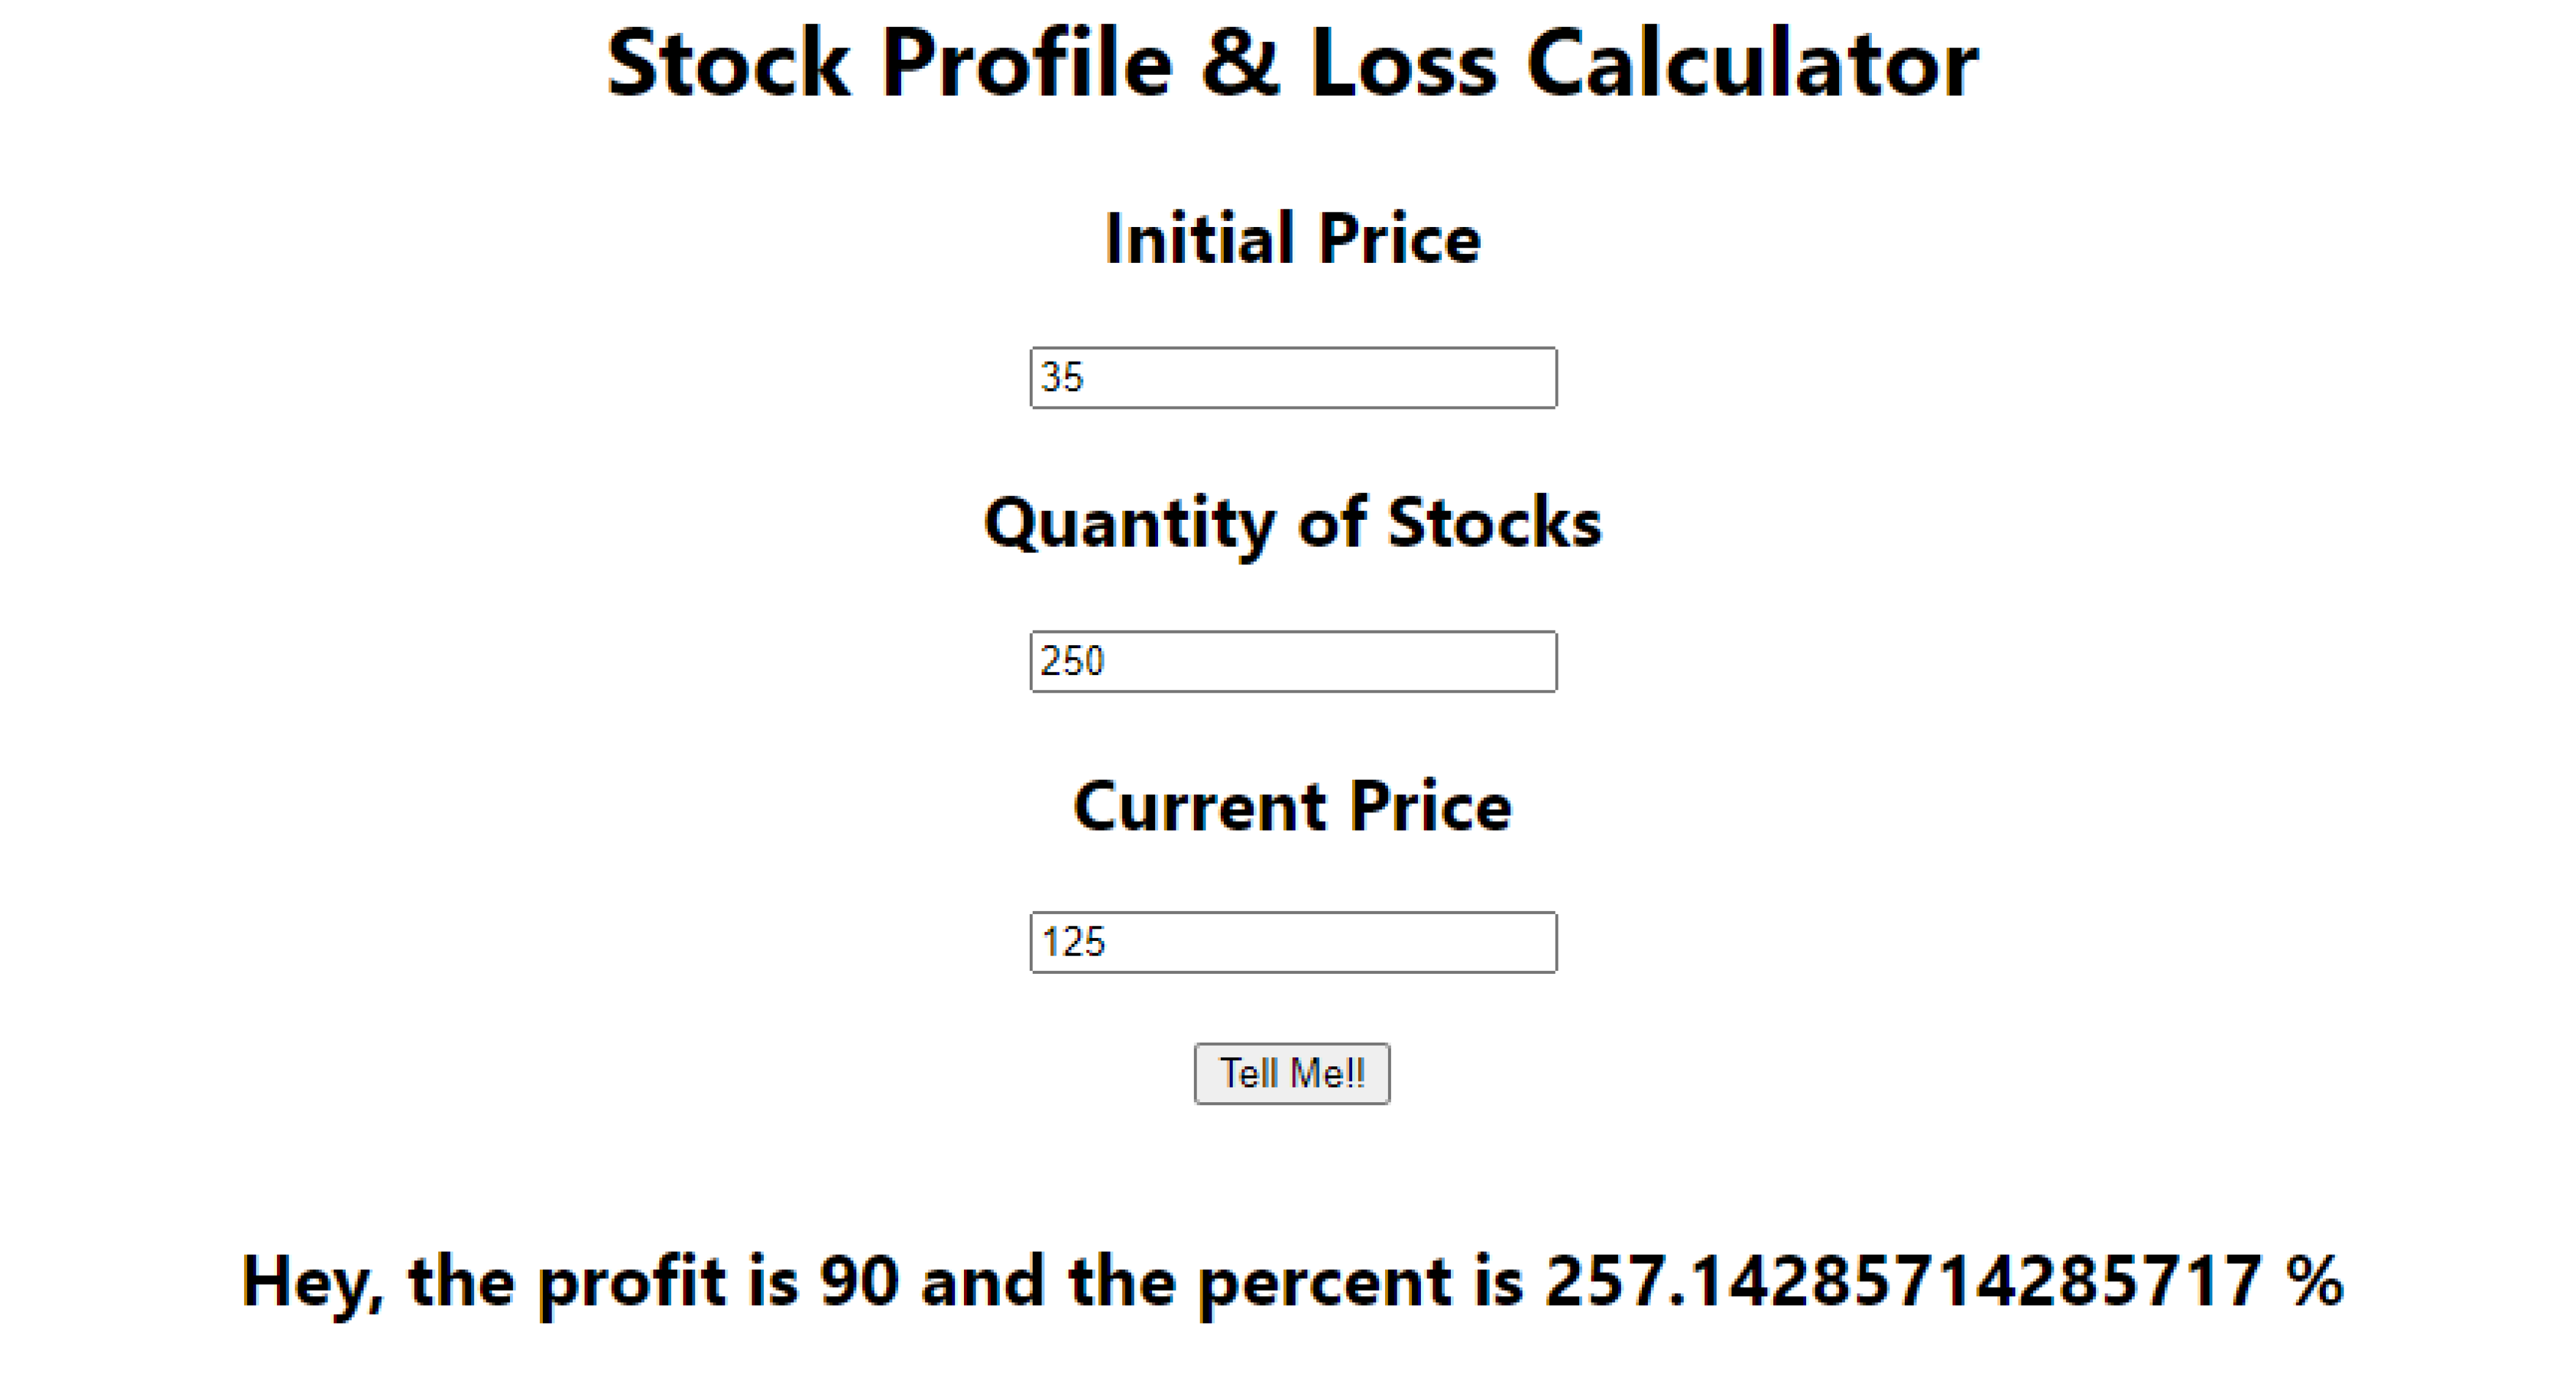 Stock Profile & Loss Calculator
Initial Price
35
Quantity of Stocks
250
Current Price
125
Tell Me!!
Hey, the profit is 90 and the percent is 257.14285714285717 %